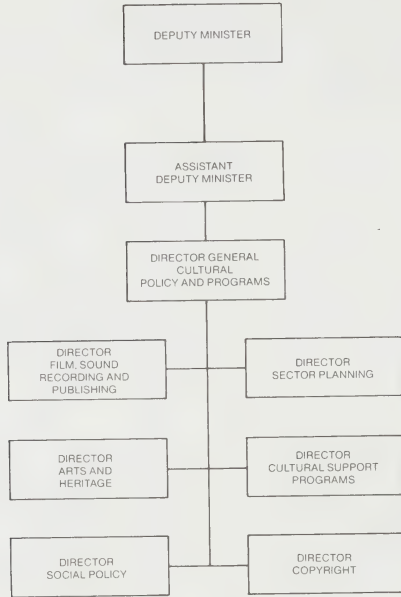 DEPUTY MINISTER
ASSISTANT
DEPUTY MINISTER
DIRECTOR GENERAL
CULTURAL
POLICY AND PROGRAMS
DIRECTOR
FILM, SOUND
RECORDING AND
PUBLISHING
DIRECTOR
SECTOR PLANNING
DIRECTOR
ARTS AND
HERITAGE
DIRECTOR
CULTURAL SUPPORT
PROGRAMS
DIRECTOR
SOCIAL POLICY
DIRECTOR
COPYRIGHT